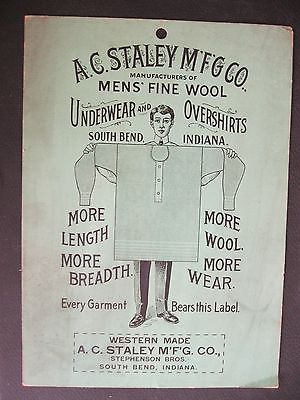 A.C. STALEY M'F'G CO.
MANUFACTURERS OF
MENS' FINE WOOL
UNDERWEAR AND OVERSHIRTS
SOUTH BEND, INDIANA.
MORE LENGTH
MORE BREADTH.
MORE WOOL.
MORE WEAR.
Every Garment Bears this Label.
WESTERN MADE
A. C. STALEY M'F'G. CO.,
STEPHENSON BROS.
SOUTH BEND, INDIANA.